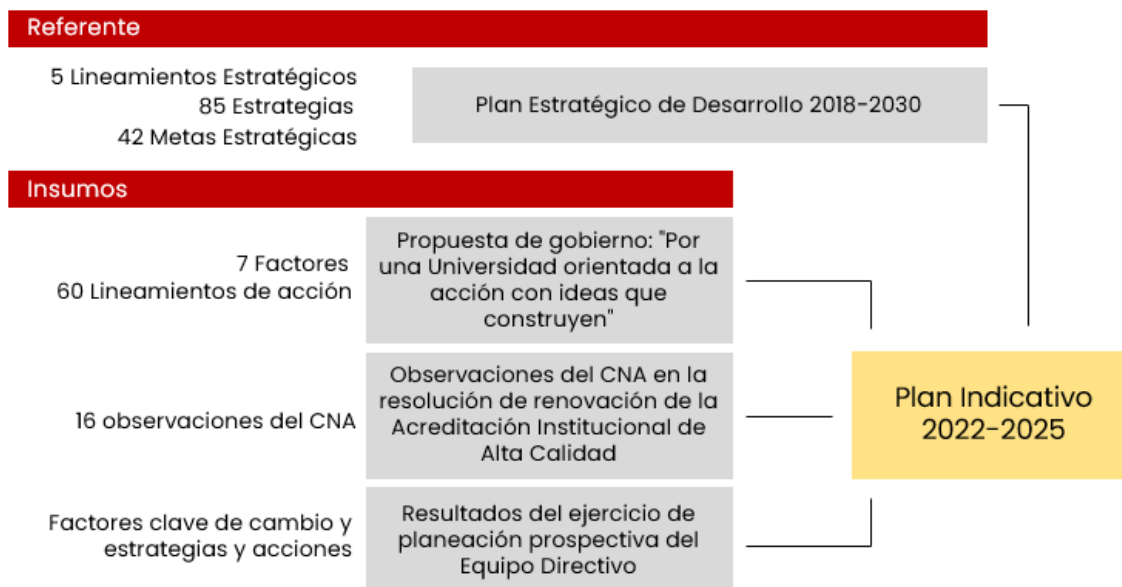 Referente
5 Lineamientos Estratégicos
85 Estrategias
42 Metas Estratégicas
Plan Estratégico de Desarrollo 2018-2030
Insumos
7 Factores
60 Lineamientos de acción
Propuesta de gobierno: "Por
una Universidad orientada a la
acción con ideas que
construyen"
16 observaciones del CNA
Observaciones del CNA en la
resolución de renovación de la
Acreditación Institucional de
Alta Calidad
Factores clave de cambio y
estrategias y acciones
Resultados del ejercicio de
planeación prospectiva del
Equipo Directivo
Plan Indicativo
2022-2025